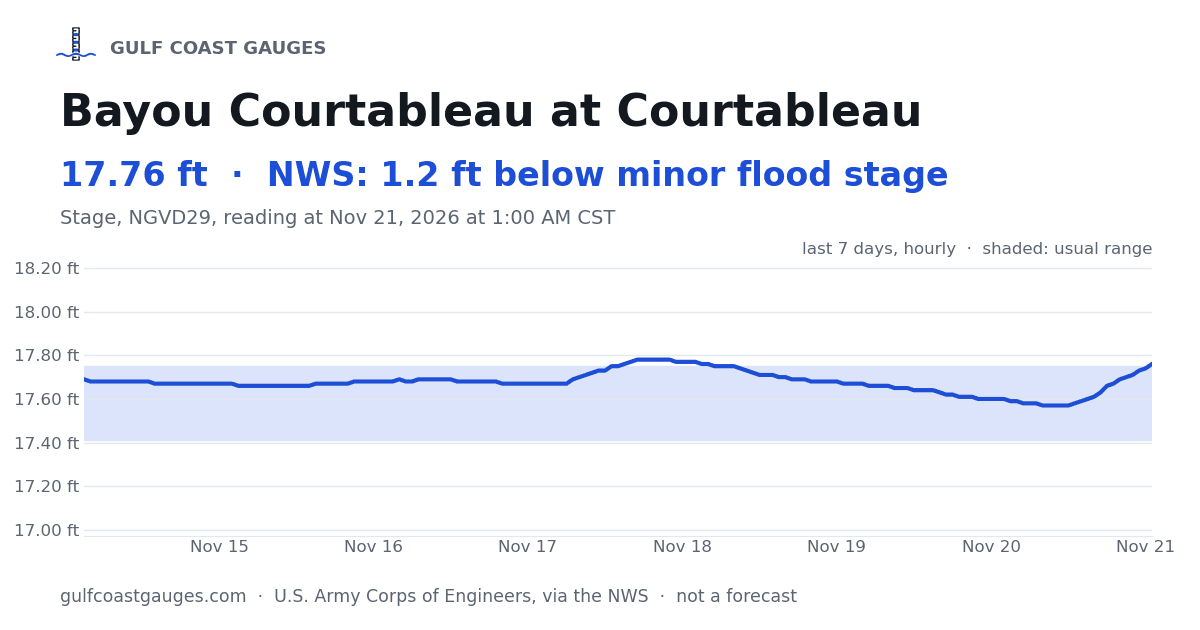 GULF COAST GAUGES
Bayou Courtableau at Courtableau
17.76 ft · NWS: 1.2 ft below minor flood stage
Stage, NGVD29, reading at Nov 21, 2026 at 1:00 AM CST
last 7 days, hourly · shaded: usual range
18.20 ft
18.00 ft
17.80 ft
17.60 ft
17.40 ft
17.20 ft
17.00 ft
Nov 15 Nov 16 Nov 17 Nov 18 Nov 19 Nov 20 Nov 21
gulfcoastgauges.com · U.S. Army Corps of Engineers, via the NWS · not a forecast